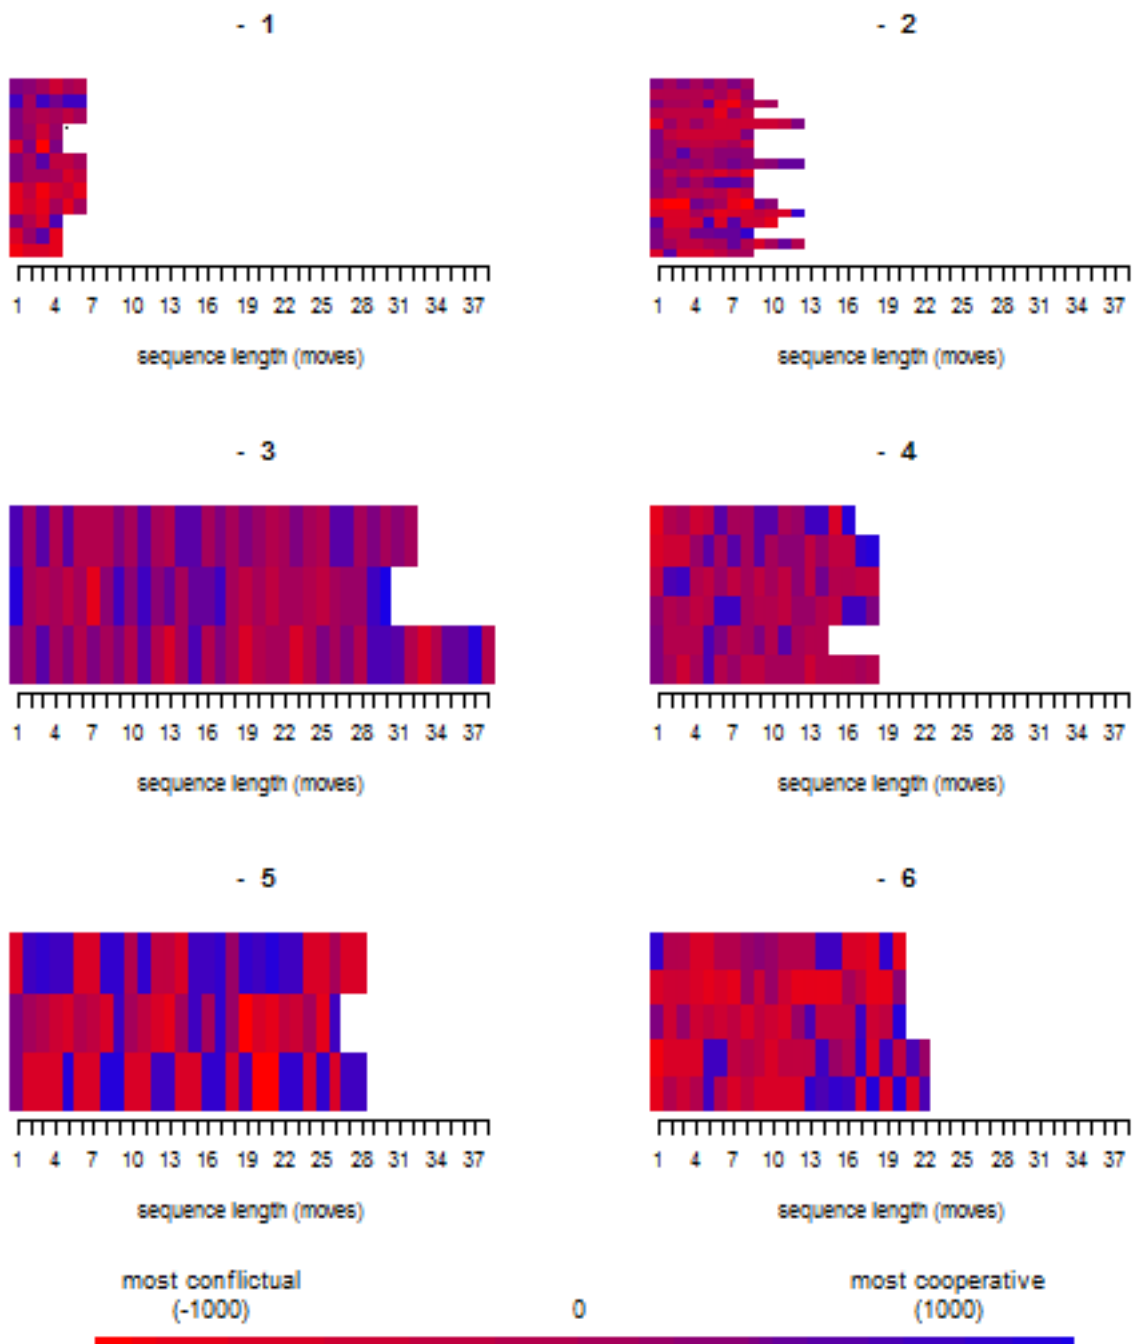 - 1
- 2
1 4 7 10 13 16 19 22 25 28 31 34 37
1 4 7 10 13 16 19 22 25 28 31 34 37
sequence length (moves)
sequence length (moves)
- 3
- 4
1 4 7 10 13 16 19 22 25 28 31 34 37
1 4 7 10 13 16 19 22 25 28 31 34 37
sequence length (moves)
sequence length (moves)
- 5
- 6
1 4 7 10 13 16 19 22 25 28 31 34 37
1 4 7 10 13 16 19 22 25 28 31 34 37
sequence length (moves)
sequence length (moves)
most conflictual
(-1000)
0
most cooperative
(1000)